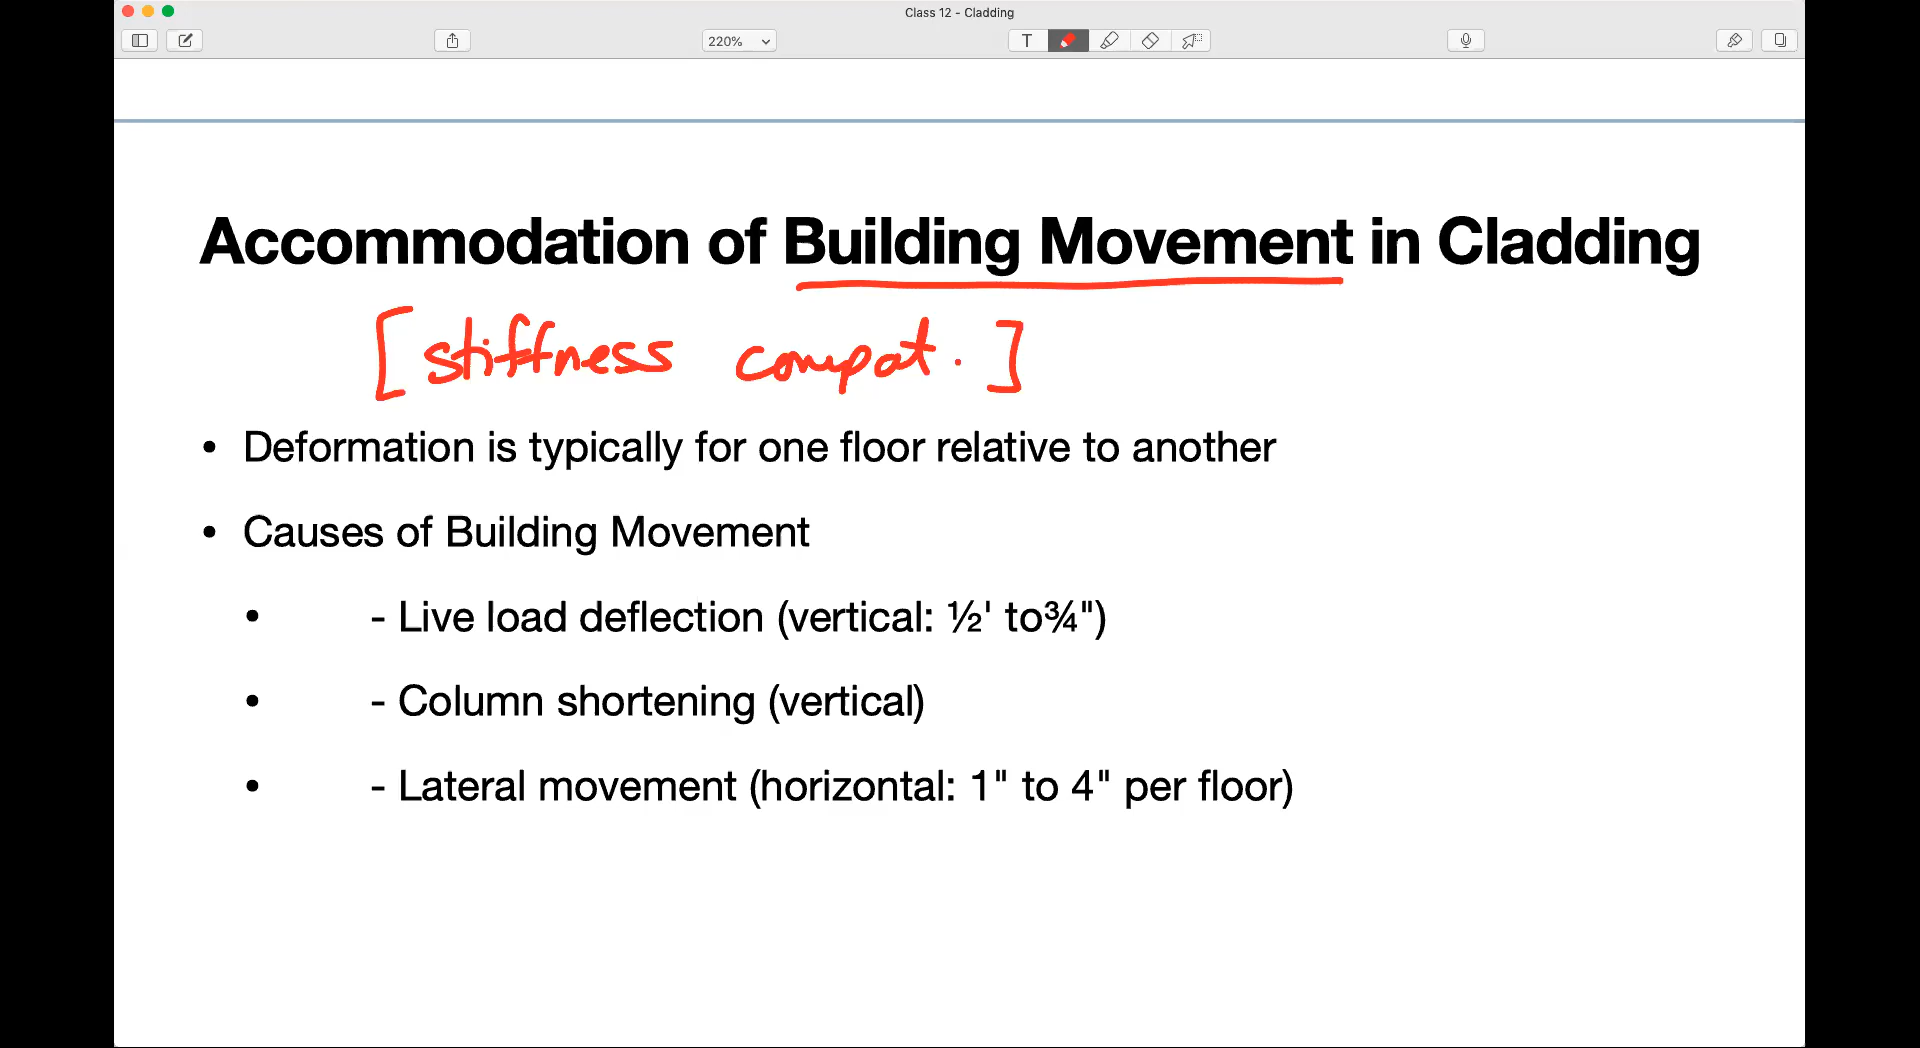 Class 12 - Cladding
220%
T
Accommodation of Building Movement in Cladding
[stiffness compat.]
• Deformation is typically for one floor relative to another
• Causes of Building Movement
• - Live load deflection (vertical: ½' to¾")
• - Column shortening (vertical)
• - Lateral movement (horizontal: 1" to 4" per floor)